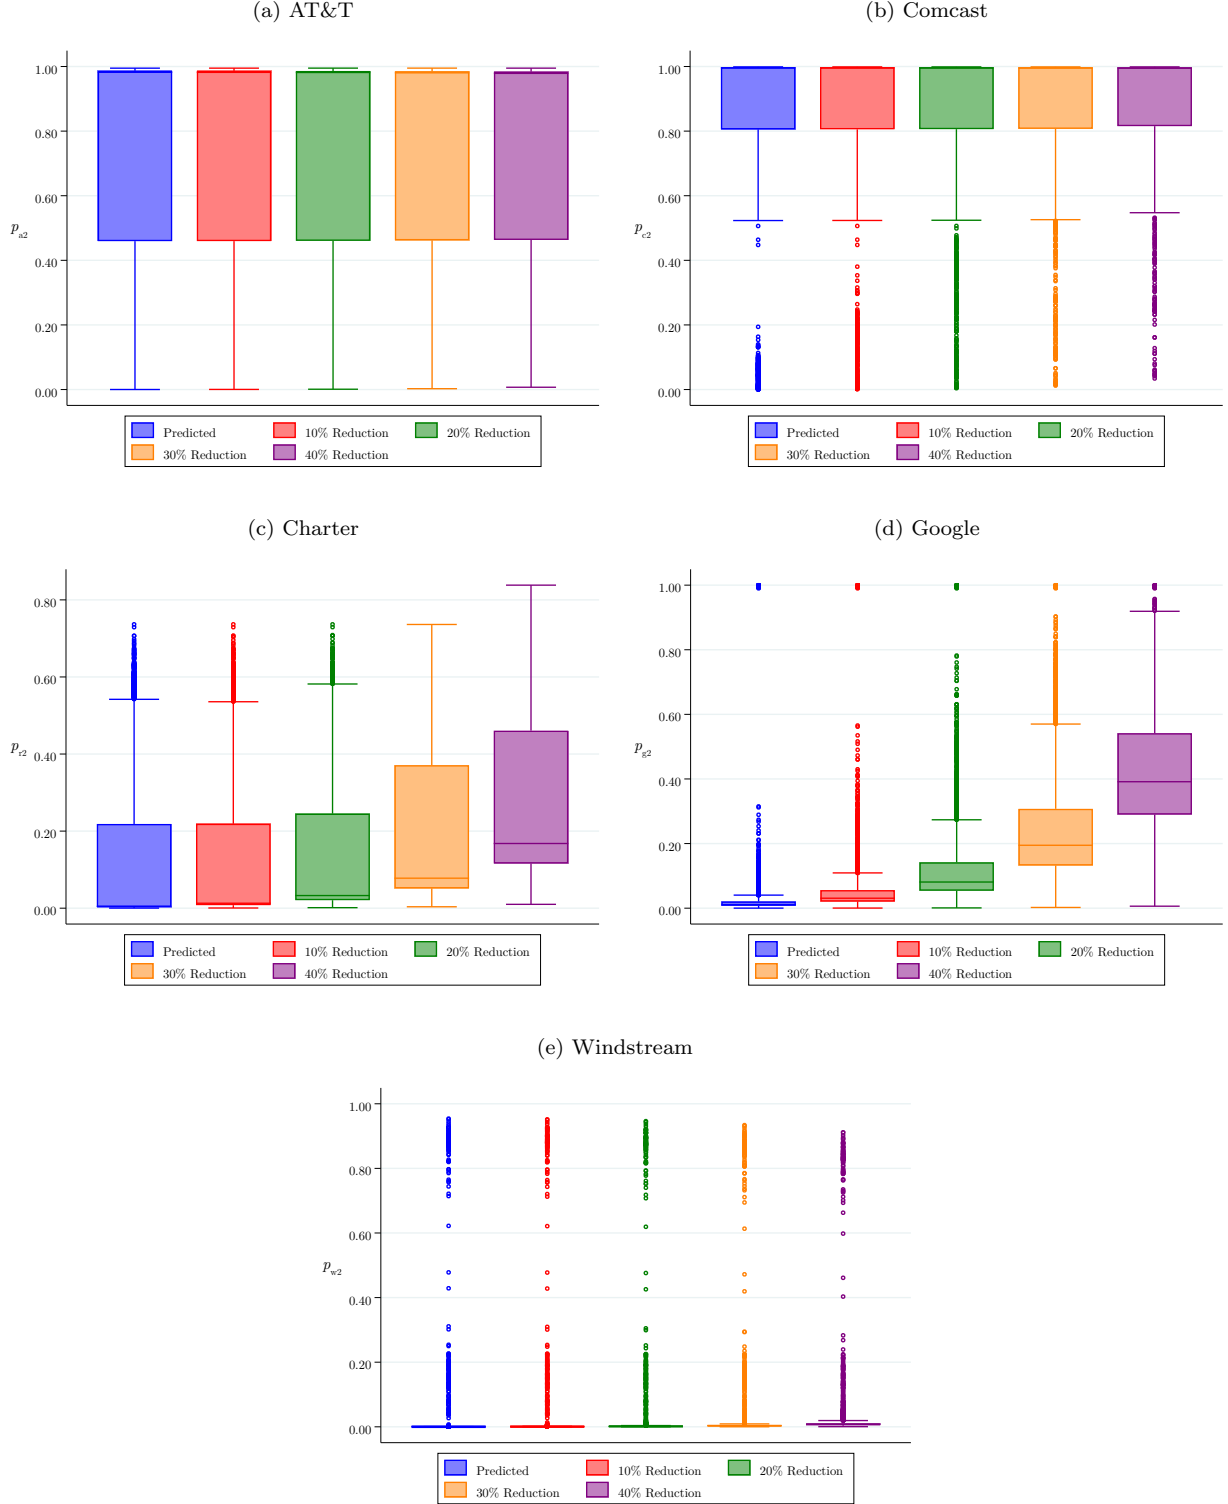 (a) AT&T
(b) Comcast
1.00
0.80
0.60
p_a2
0.40
0.20
0.00
Predicted 10% Reduction 20% Reduction
30% Reduction 40% Reduction
1.00
0.80
0.60
p_c2
0.40
0.20
0.00
Predicted 10% Reduction 20% Reduction
30% Reduction 40% Reduction
(c) Charter
(d) Google
0.80
0.60
p_r2
0.40
0.20
0.00
Predicted 10% Reduction 20% Reduction
30% Reduction 40% Reduction
1.00
0.80
0.60
p_g2
0.40
0.20
0.00
Predicted 10% Reduction 20% Reduction
30% Reduction 40% Reduction
(e) Windstream
1.00
0.80
0.60
p_w2
0.40
0.20
0.00
Predicted 10% Reduction 20% Reduction
30% Reduction 40% Reduction